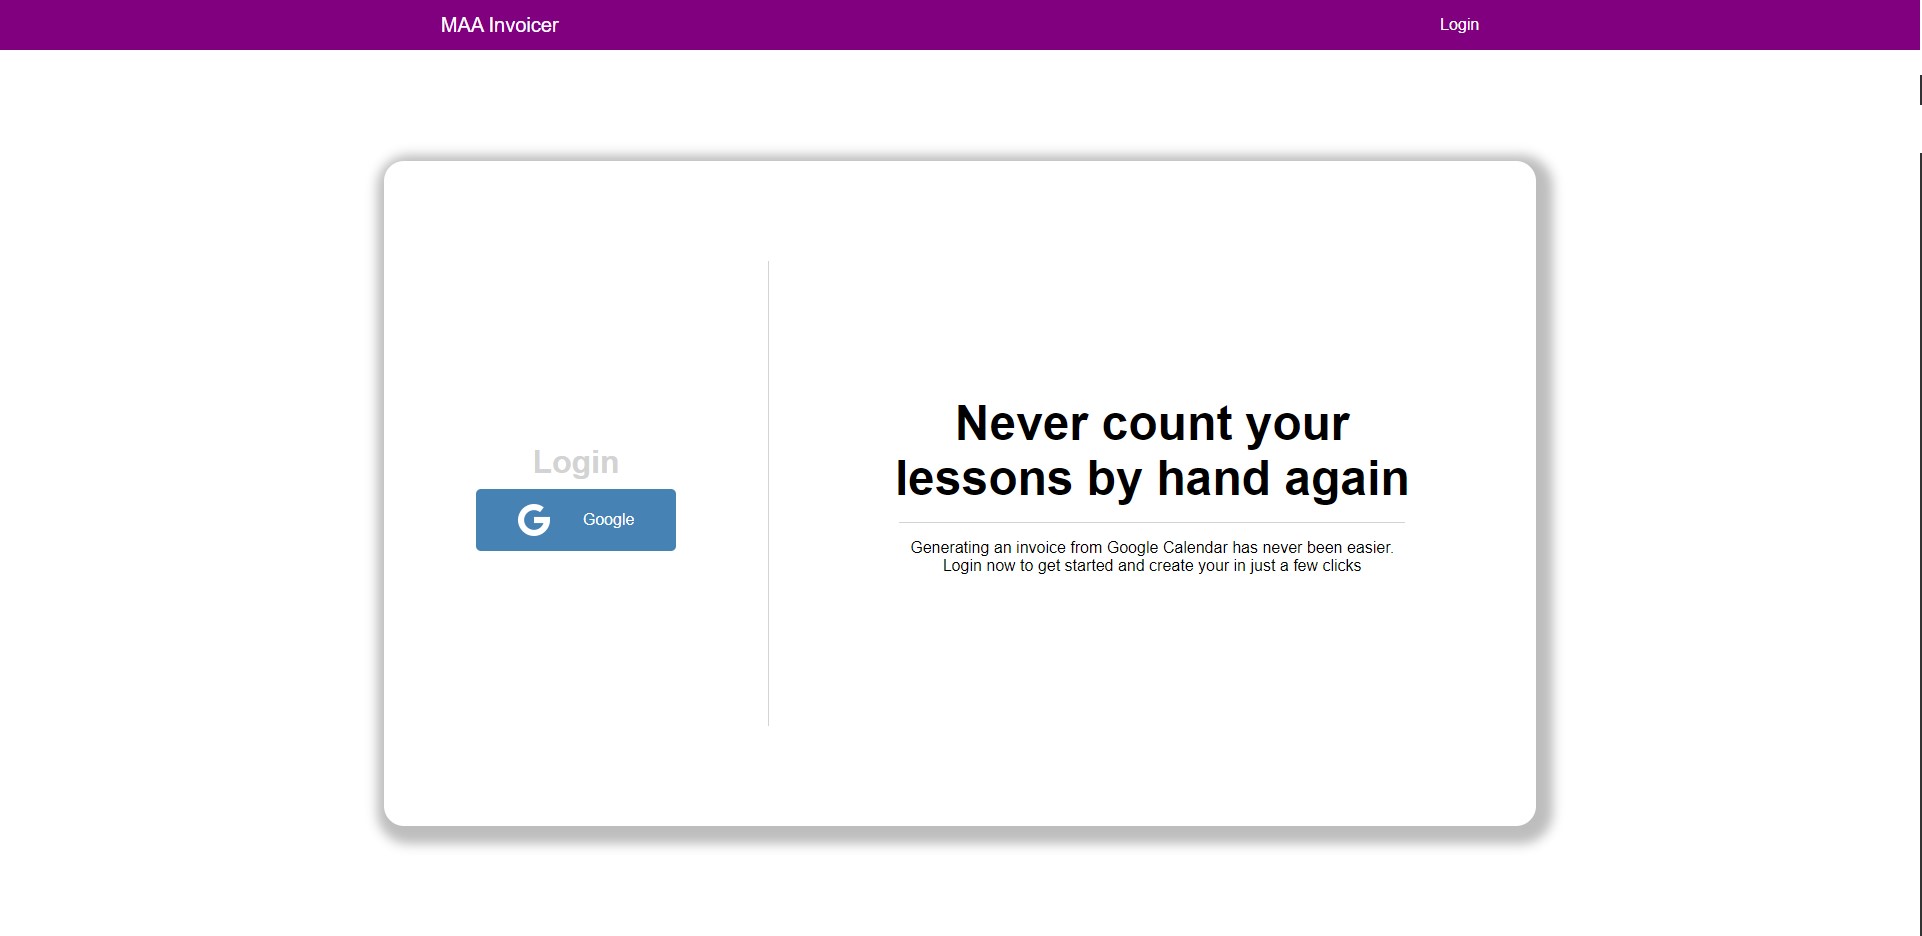 MAA Invoicer
Login
Login
Google
Never count your
lessons by hand again
Generating an invoice from Google Calendar has never been easier.
Login now to get started and create your in just a few clicks